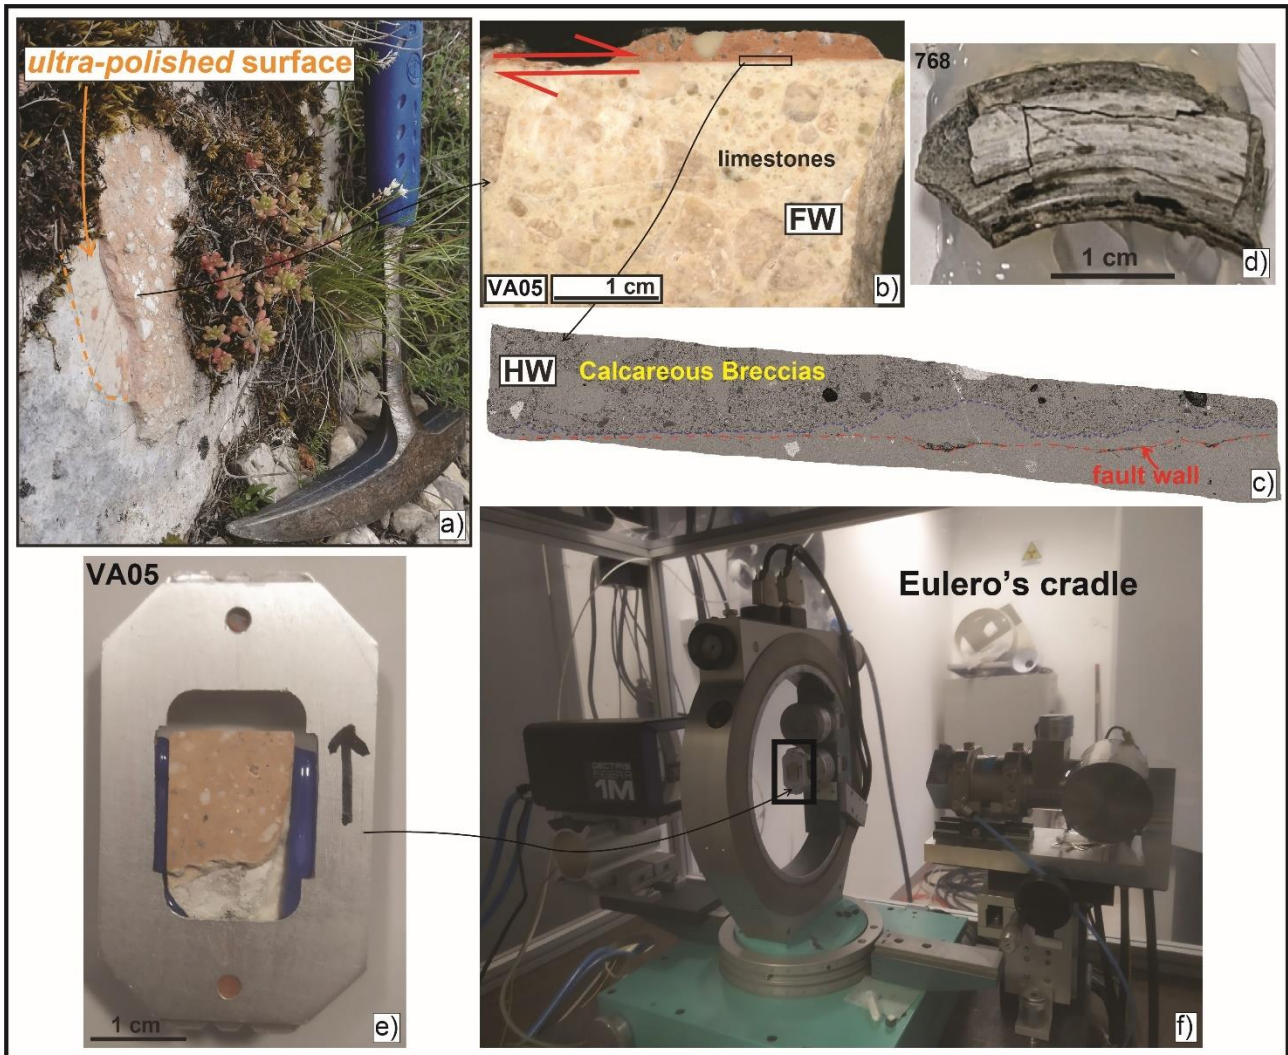 ultra-polished surface
a)
limestones
FW
VA05
1 cm
b)
768
1 cm
d)
HW
Calcareous Breccias
fault wall
c)
VA05
1 cm
e)
Eulero's cradle
DECTRIS
1M
f)